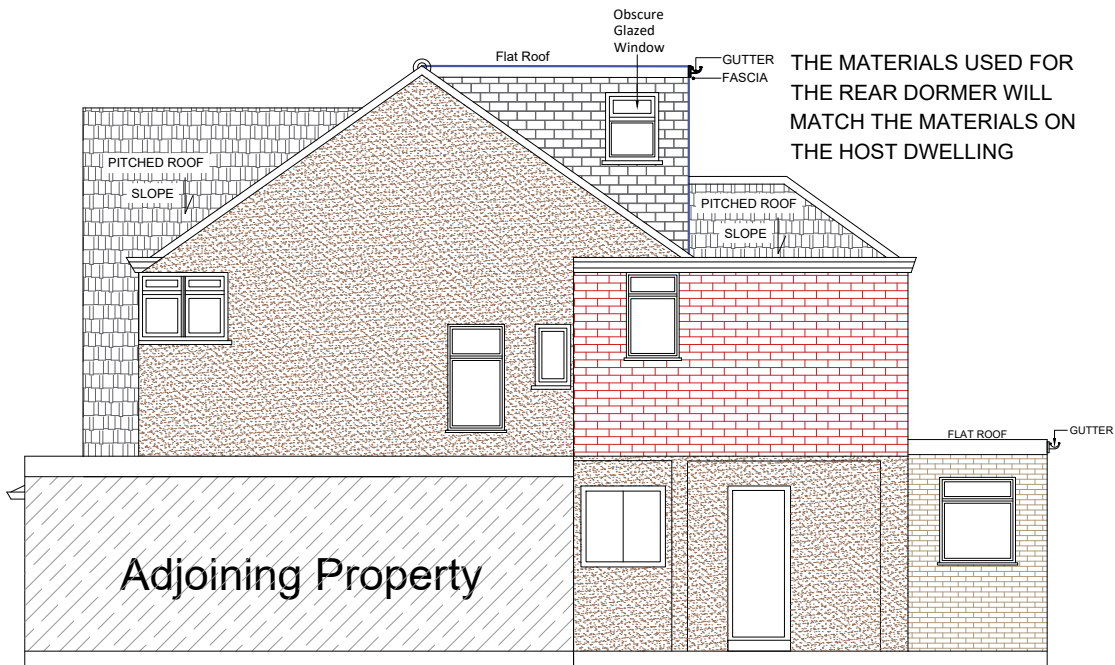 Obscure
Glazed
Window
Flat Roof
GUTTER
FASCIA
THE MATERIALS USED FOR
THE REAR DORMER WILL
MATCH THE MATERIALS ON
THE HOST DWELLING
PITCHED ROOF
SLOPE
PITCHED ROOF
SLOPE
FLAT ROOF
GUTTER
Adjoining Property